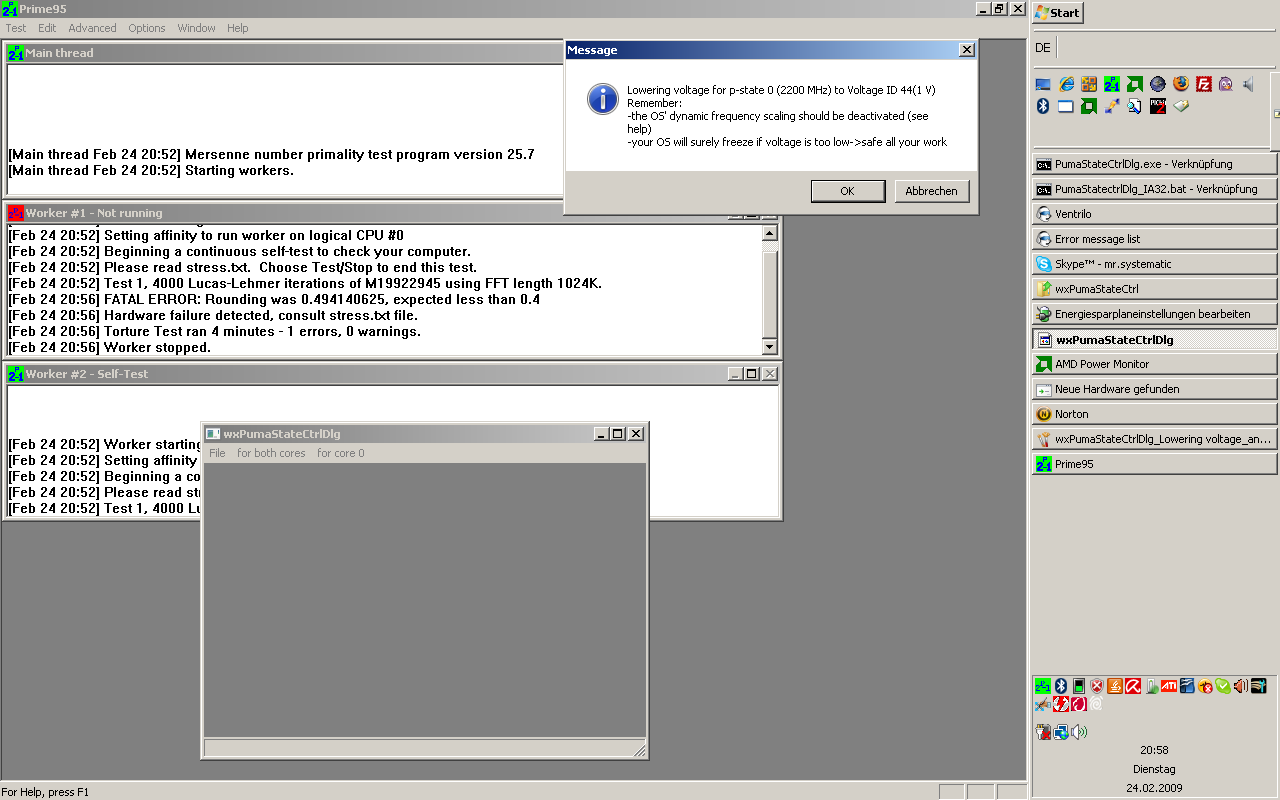 Prime95
Test Edit Advanced Options Window Help
Main thread
[Main thread Feb 24 20:52] Mersenne number primality test program version 25.7
[Main thread Feb 24 20:52] Starting workers.
Message
Lowering voltage for p-state 0 (2200 MHz) to Voltage ID 44(1 V)
Remember:
-the OS' dynamic frequency scaling should be deactivated (see
help)
-your OS will surely freeze if voltage is too low->safe all your work
OK Abbrechen
Worker #1 - Not running
[Feb 24 20:52] Setting affinity to run worker on logical CPU #0
[Feb 24 20:52] Beginning a continuous self-test to check your computer.
[Feb 24 20:52] Please read stress.txt. Choose Test/Stop to end this test.
[Feb 24 20:52] Test 1, 4000 Lucas-Lehmer iterations of M19922945 using FFT length 1024K.
[Feb 24 20:56] FATAL ERROR: Rounding was 0.494140625, expected less than 0.4
[Feb 24 20:56] Hardware failure detected, consult stress.txt file.
[Feb 24 20:56] Torture Test ran 4 minutes - 1 errors, 0 warnings.
[Feb 24 20:56] Worker stopped.
Worker #2 - Self-Test
[Feb 24 20:52] Worker starting
[Feb 24 20:52] Setting affinity
[Feb 24 20:52] Beginning a co
[Feb 24 20:52] Please read str
[Feb 24 20:52] Test 1, 4000 Lu
wxPumaStateCtrlDlg
File for both cores for core 0
For Help, press F1
Start
DE
PumaStateCtrlDlg.exe - Verknüpfung
PumaStatectrlDlg_IA32.bat - Verknüpfung
Ventrilo
Error message list
Skype™ - mr.systematic
wxPumaStateCtrl
Energiesparplaneinstellungen bearbeiten
wxPumaStateCtrlDlg
AMD Power Monitor
Neue Hardware gefunden
Norton
wxPumaStateCtrlDlg_Lowering voltage_an...
Prime95
ATI
20:58
Dienstag
24.02.2009